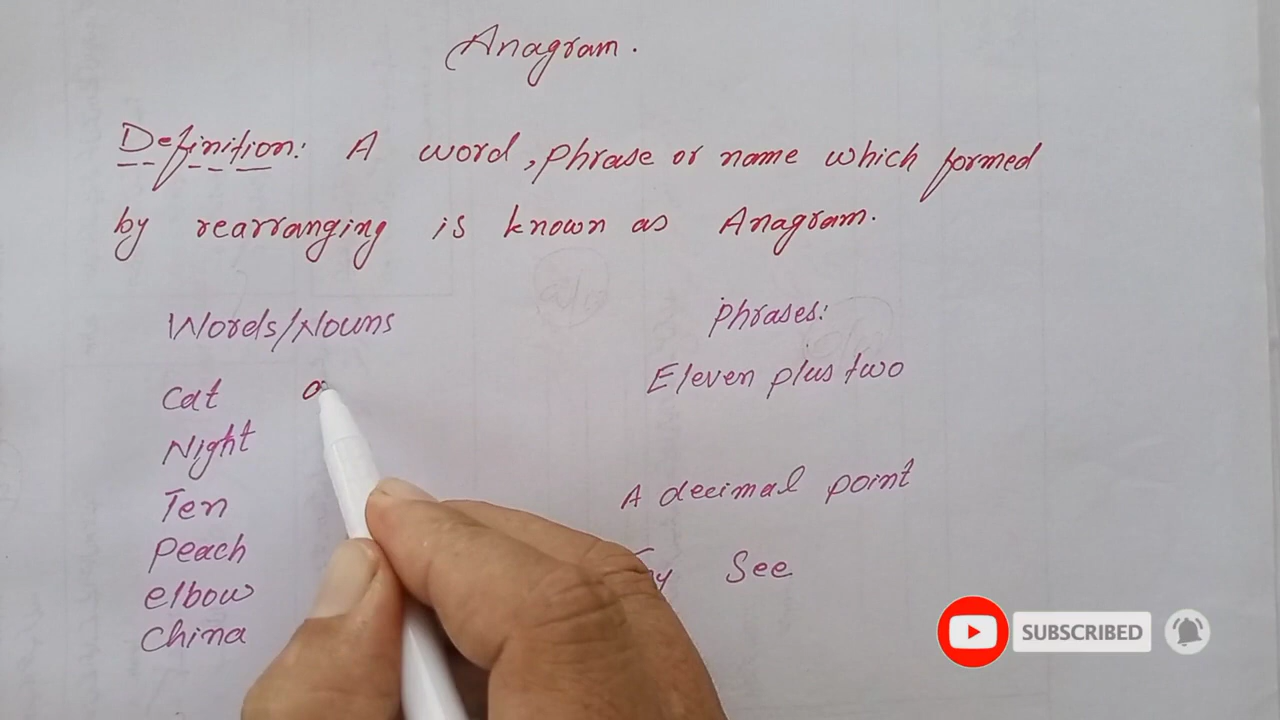 Anagram.
Definition: A word, phrase or name which formed
by rearranging is known as Anagram.
Words/Nouns
Cat
Night
Ten
Peach
elbow
China
Phrases:
Eleven plus two
A decimal point
See
SUBSCRIBED